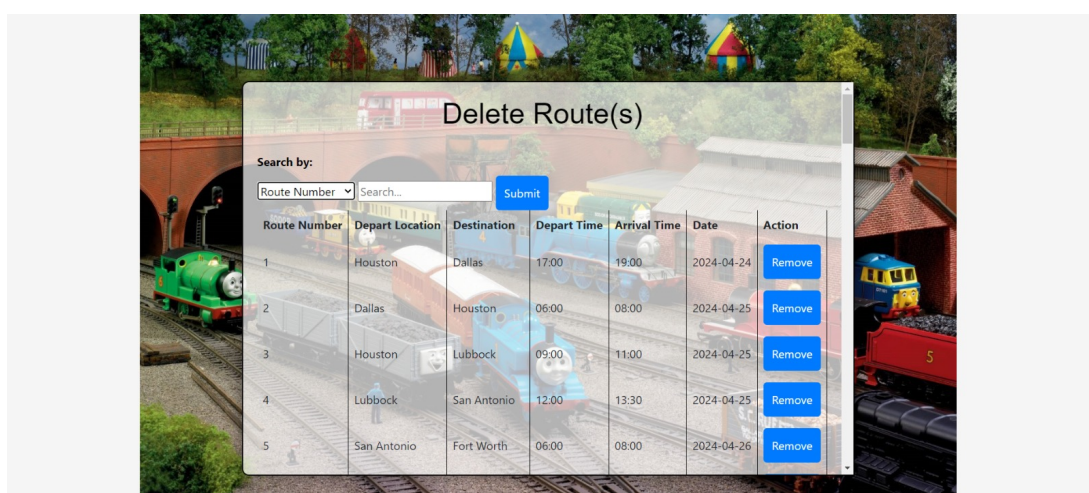 Delete Route(s)
Search by:
Route Number Search... Submit
Route Number Depart Location Destination Depart Time Arrival Time Date Action
1 Houston Dallas 17:00 19:00 2024-04-24 Remove
2 Dallas Houston 06:00 08:00 2024-04-25 Remove
3 Houston Lubbock 09:00 11:00 2024-04-25 Remove
4 Lubbock San Antonio 12:00 13:30 2024-04-25 Remove
5 San Antonio Fort Worth 06:00 08:00 2024-04-26 Remove
5